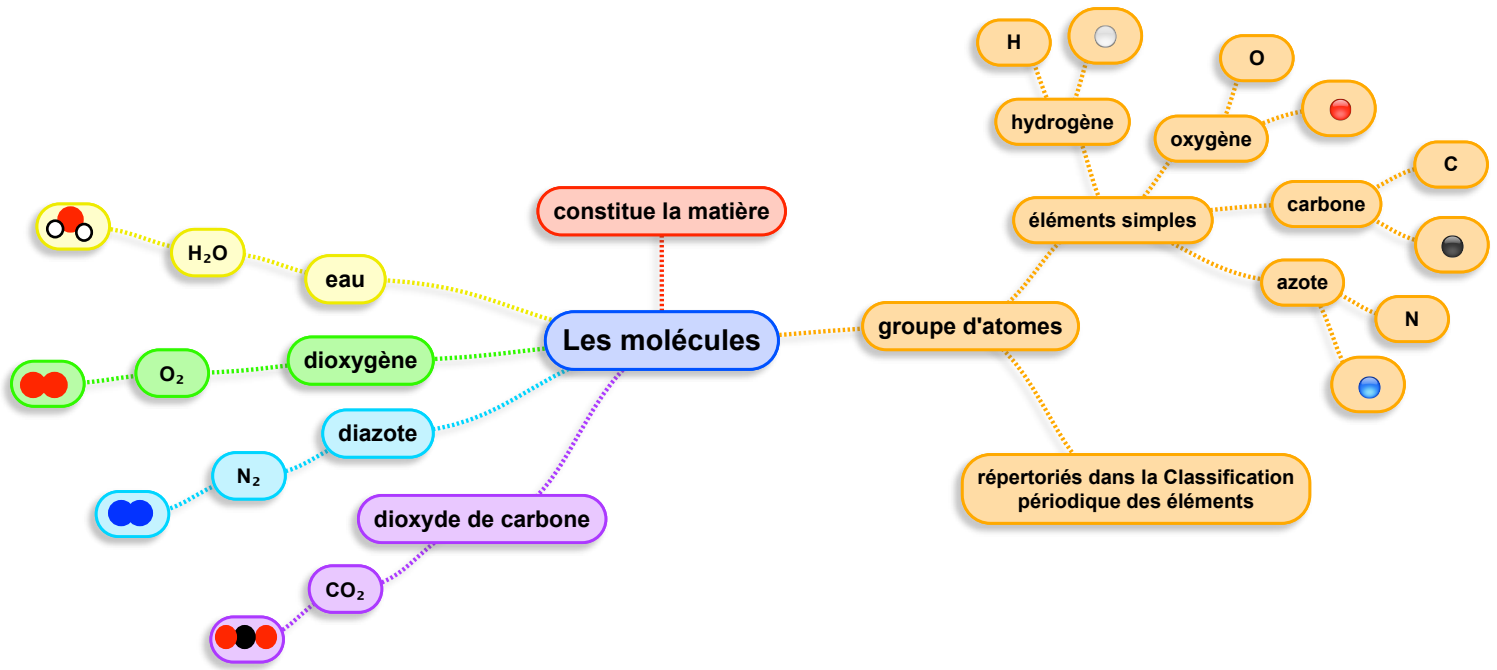 Les molécules
constitue la matière
eau
H₂O
dioxygène
O₂
diazote
N₂
dioxyde de carbone
CO₂
groupe d'atomes
éléments simples
hydrogène
H
oxygène
O
carbone
C
azote
N
répertoriés dans la Classification
périodique des éléments